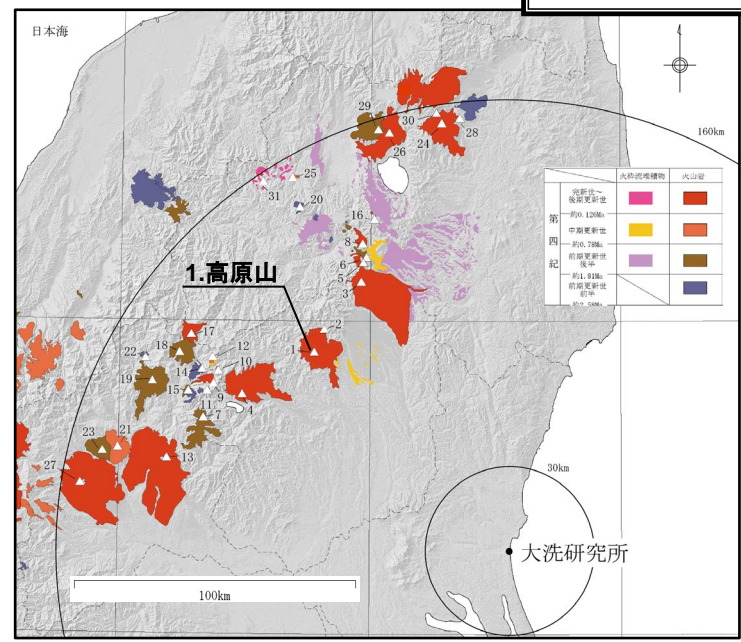 日本海
29
30
24
28
26
160km
25
31
20
16
8
6
5
3
火砕流堆積物
火山岩
第四紀
完新世～
後期更新世
約0.126Ma
中期更新世
約0.78Ma
前期更新世
後半
約1.81Ma
前期更新世
前半
約2.58Ma
1.高原山
17
2
18
12
1
22
14
10
19
15
9
4
11
7
23
21
13
27
30km
大洗研究所
100km